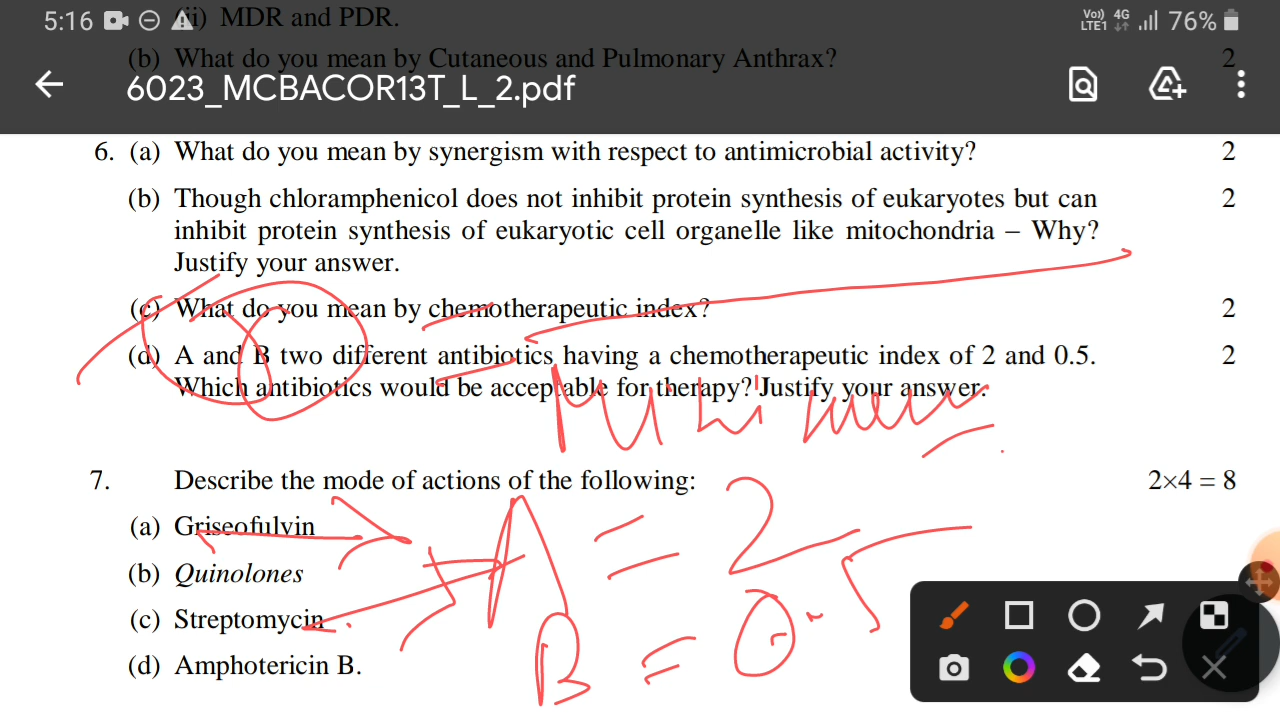 5:16 Vo) 4G LTE1 76%
(ii) MDR and PDR.
(b) What do you mean by Cutaneous and Pulmonary Anthrax? 2
6023_MCBACOR13T_L_2.pdf
6. (a) What do you mean by synergism with respect to antimicrobial activity? 2
(b) Though chloramphenicol does not inhibit protein synthesis of eukaryotes but can 2
inhibit protein synthesis of eukaryotic cell organelle like mitochondria – Why?
Justify your answer.
(c) What do you mean by chemotherapeutic index? 2
(d) A and B two different antibiotics having a chemotherapeutic index of 2 and 0.5. 2
Which antibiotics would be acceptable for therapy? Justify your answer.
7. Describe the mode of actions of the following: 2×4 = 8
(a) Griseofulvin
(b) Quinolones
(c) Streptomycin
(d) Amphotericin B.
A = 2
B = 0.5